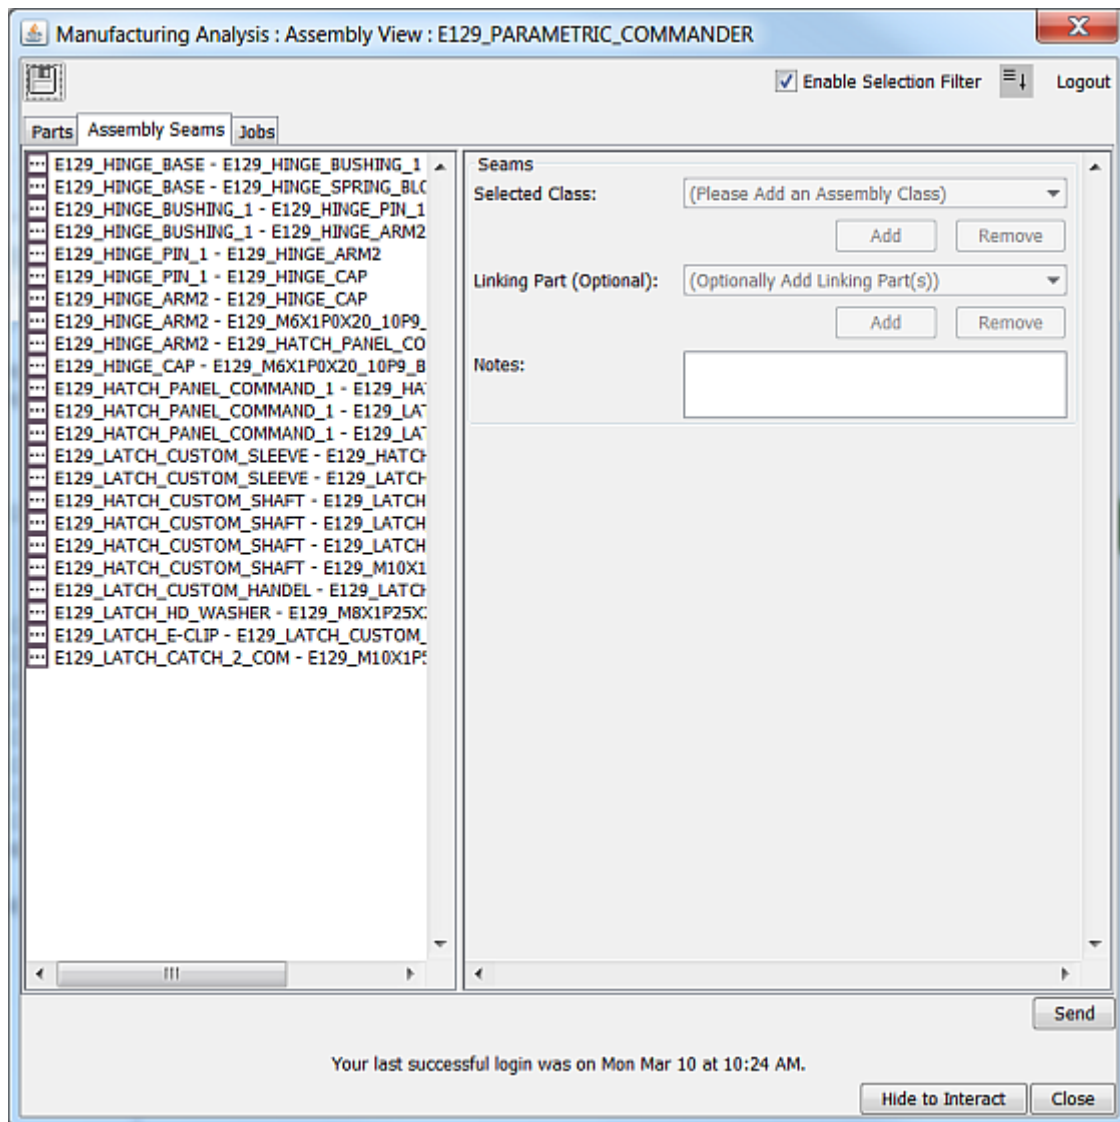 Manufacturing Analysis : Assembly View : E129_PARAMETRIC_COMMANDER
Enable Selection Filter
Logout
Parts
Assembly Seams
Jobs
E129_HINGE_BASE - E129_HINGE_BUSHING_1
E129_HINGE_BASE - E129_HINGE_SPRING_BLO
E129_HINGE_BUSHING_1 - E129_HINGE_PIN_1
E129_HINGE_BUSHING_1 - E129_HINGE_ARM2
E129_HINGE_PIN_1 - E129_HINGE_ARM2
E129_HINGE_PIN_1 - E129_HINGE_CAP
E129_HINGE_ARM2 - E129_HINGE_CAP
E129_HINGE_ARM2 - E129_M6X1P0X20_10P9_
E129_HINGE_ARM2 - E129_HATCH_PANEL_CO
E129_HINGE_CAP - E129_M6X1P0X20_10P9_B
E129_HATCH_PANEL_COMMAND_1 - E129_HA
E129_HATCH_PANEL_COMMAND_1 - E129_LA
E129_HATCH_PANEL_COMMAND_1 - E129_LA
E129_LATCH_CUSTOM_SLEEVE - E129_HATCH
E129_LATCH_CUSTOM_SLEEVE - E129_LATCH
E129_HATCH_CUSTOM_SHAFT - E129_LATCH
E129_HATCH_CUSTOM_SHAFT - E129_LATCH
E129_HATCH_CUSTOM_SHAFT - E129_LATCH
E129_HATCH_CUSTOM_SHAFT - E129_M10X1
E129_LATCH_CUSTOM_HANDEL - E129_LATCH
E129_LATCH_HD_WASHER - E129_M8X1P25X
E129_LATCH_E-CLIP - E129_LATCH_CUSTOM_
E129_LATCH_CATCH_2_COM - E129_M10X1P5
Seams
Selected Class:
(Please Add an Assembly Class)
Add
Remove
Linking Part (Optional):
(Optionally Add Linking Part(s))
Add
Remove
Notes:
Send
Your last successful login was on Mon Mar 10 at 10:24 AM.
Hide to Interact
Close